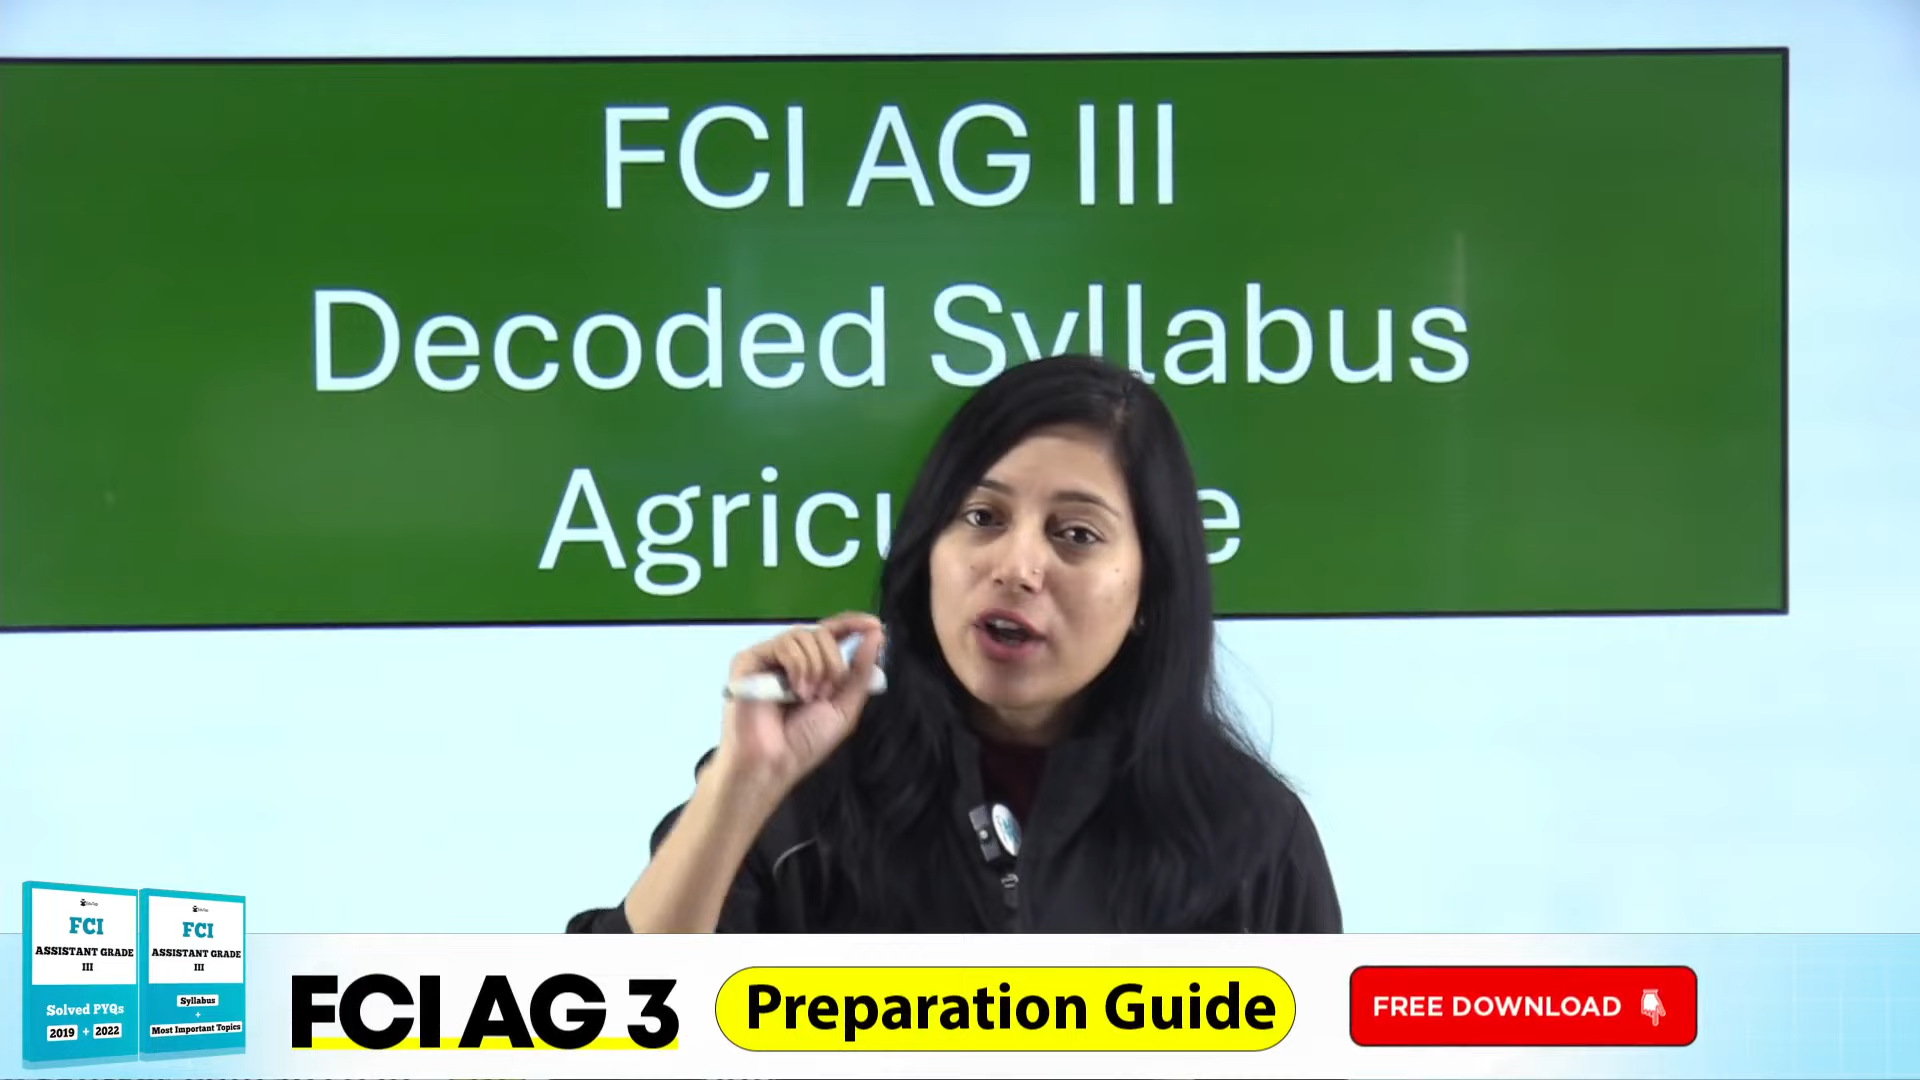 FCI AG III
Decoded Syllabus
Agricu e
FCI
ASSISTANT GRADE
III
Solved PYQs
2019 + 2022
FCI
ASSISTANT GRADE
III
Syllabus
+
Most Important Topics
FCI AG 3
Preparation Guide
FREE DOWNLOAD